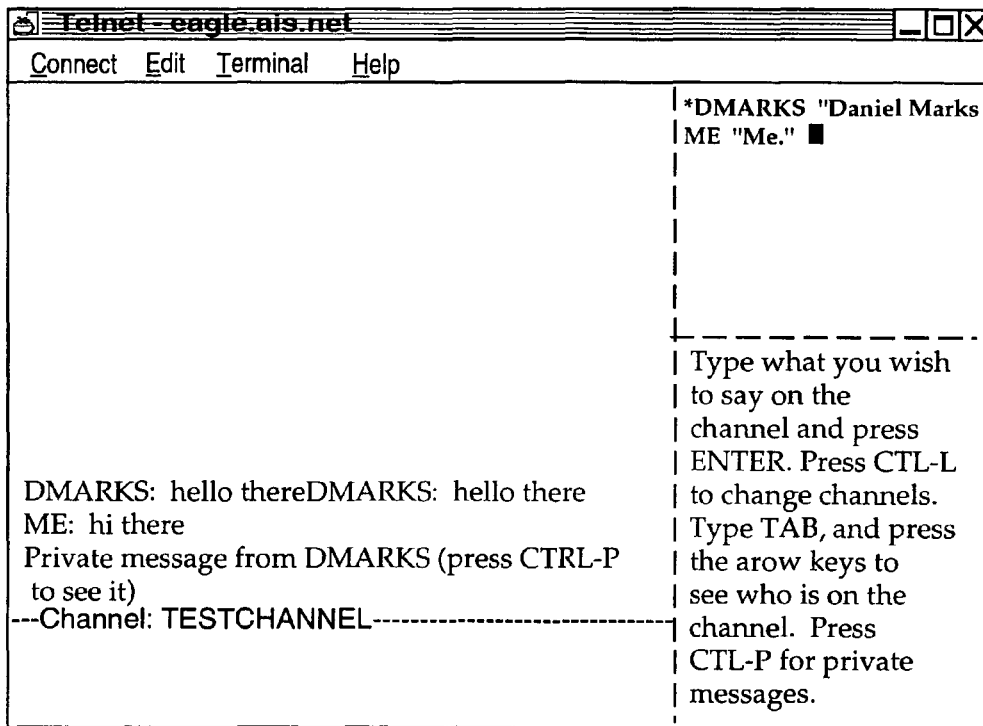 Telnet - eagle.ais.net
Connect Edit Terminal Help
*DMARKS "Daniel Marks
ME "Me."
DMARKS: hello thereDMARKS: hello there
ME: hi there
Private message from DMARKS (press CTRL-P
to see it)
---Channel: TESTCHANNEL----------------------------
Type what you wish
to say on the
channel and press
ENTER. Press CTL-L
to change channels.
Type TAB, and press
the arow keys to
see who is on the
channel. Press
CTL-P for private
messages.